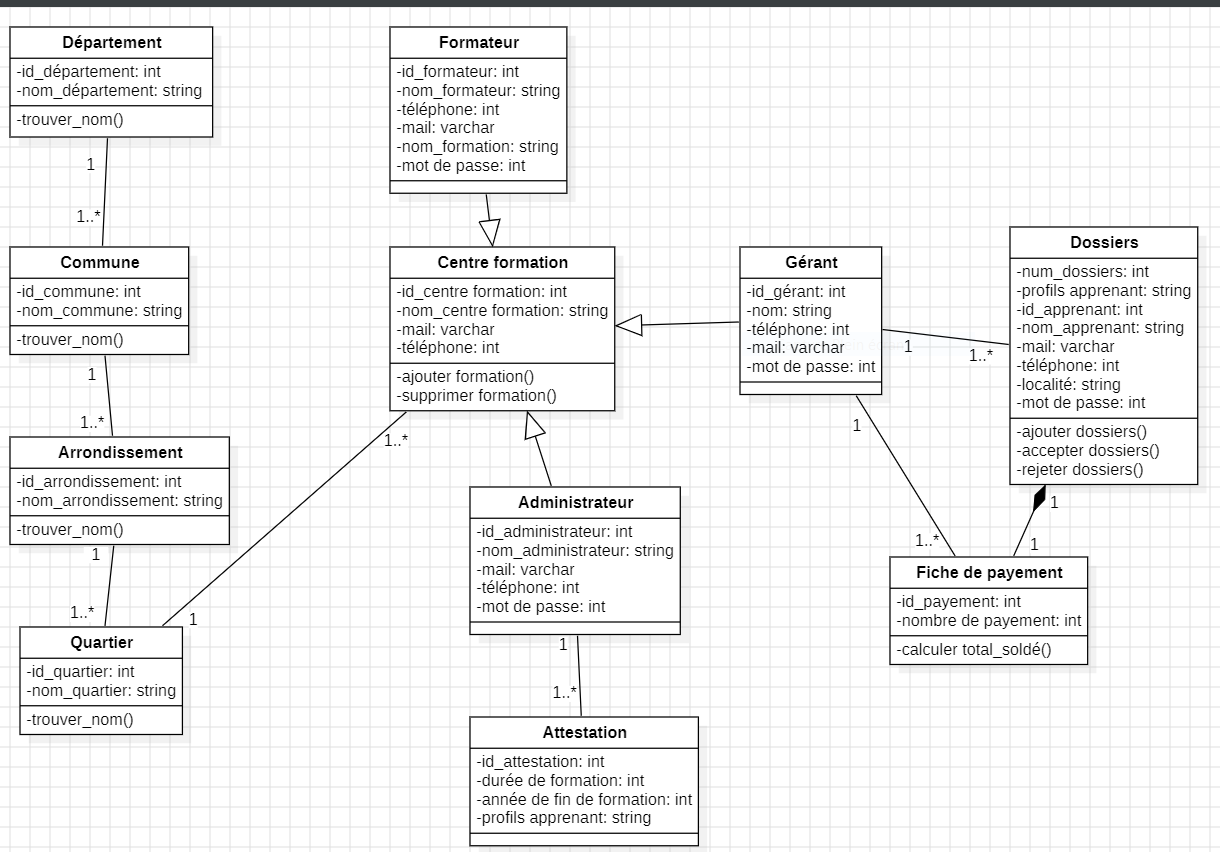 Département
-id_département: int
-nom_département: string
-trouver_nom()
1
1..*
Commune
-id_commune: int
-nom_commune: string
-trouver_nom()
1
1..*
Arrondissement
-id_arrondissement: int
-nom_arrondissement: string
-trouver_nom()
1
1..*
Quartier
-id_quartier: int
-nom_quartier: string
-trouver_nom()
1
1..*
Formateur
-id_formateur: int
-nom_formateur: string
-téléphone: int
-mail: varchar
-nom_formation: string
-mot de passe: int
Centre formation
-id_centre formation: int
-nom_centre formation: string
-mail: varchar
-téléphone: int
-ajouter formation()
-supprimer formation()
Administrateur
-id_administrateur: int
-nom_administrateur: string
-mail: varchar
-téléphone: int
-mot de passe: int
1
1..*
Attestation
-id_attestation: int
-durée de formation: int
-année de fin de formation: int
-profils apprenant: string
Gérant
-id_gérant: int
-nom: string
-téléphone: int
-mail: varchar
-mot de passe: int
1
1..*
1
1..*
Dossiers
-num_dossiers: int
-profils apprenant: string
-id_apprenant: int
-nom_apprenant: string
-mail: varchar
-téléphone: int
-localité: string
-mot de passe: int
-ajouter dossiers()
-accepter dossiers()
-rejeter dossiers()
1
1
Fiche de payement
-id_payement: int
-nombre de payement: int
-calculer total_soldé()